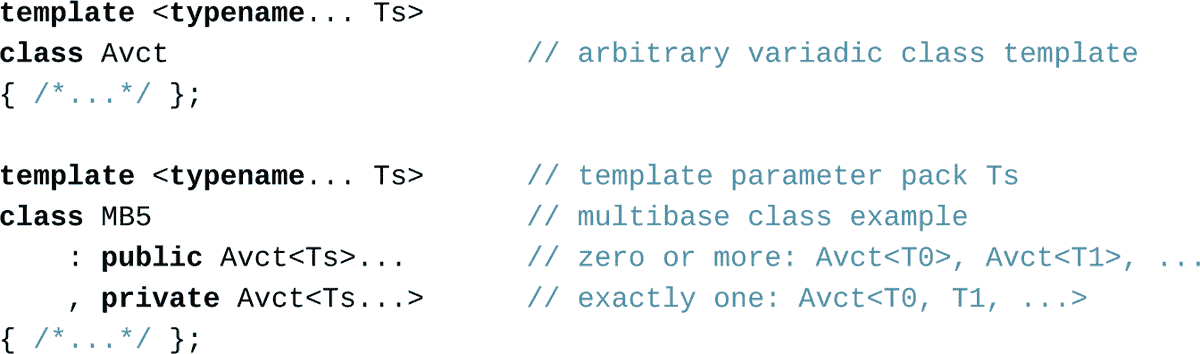 template <typename... Ts>
class Avct                     // arbitrary variadic class template
{ /*...*/ };

template <typename... Ts>      // template parameter pack Ts
class MB5                      // multibase class example
    : public Avct<Ts>...       // zero or more: Avct<T0>, Avct<T1>, ...
    , private Avct<Ts...>      // exactly one: Avct<T0, T1, ...>
{ /*...*/ };